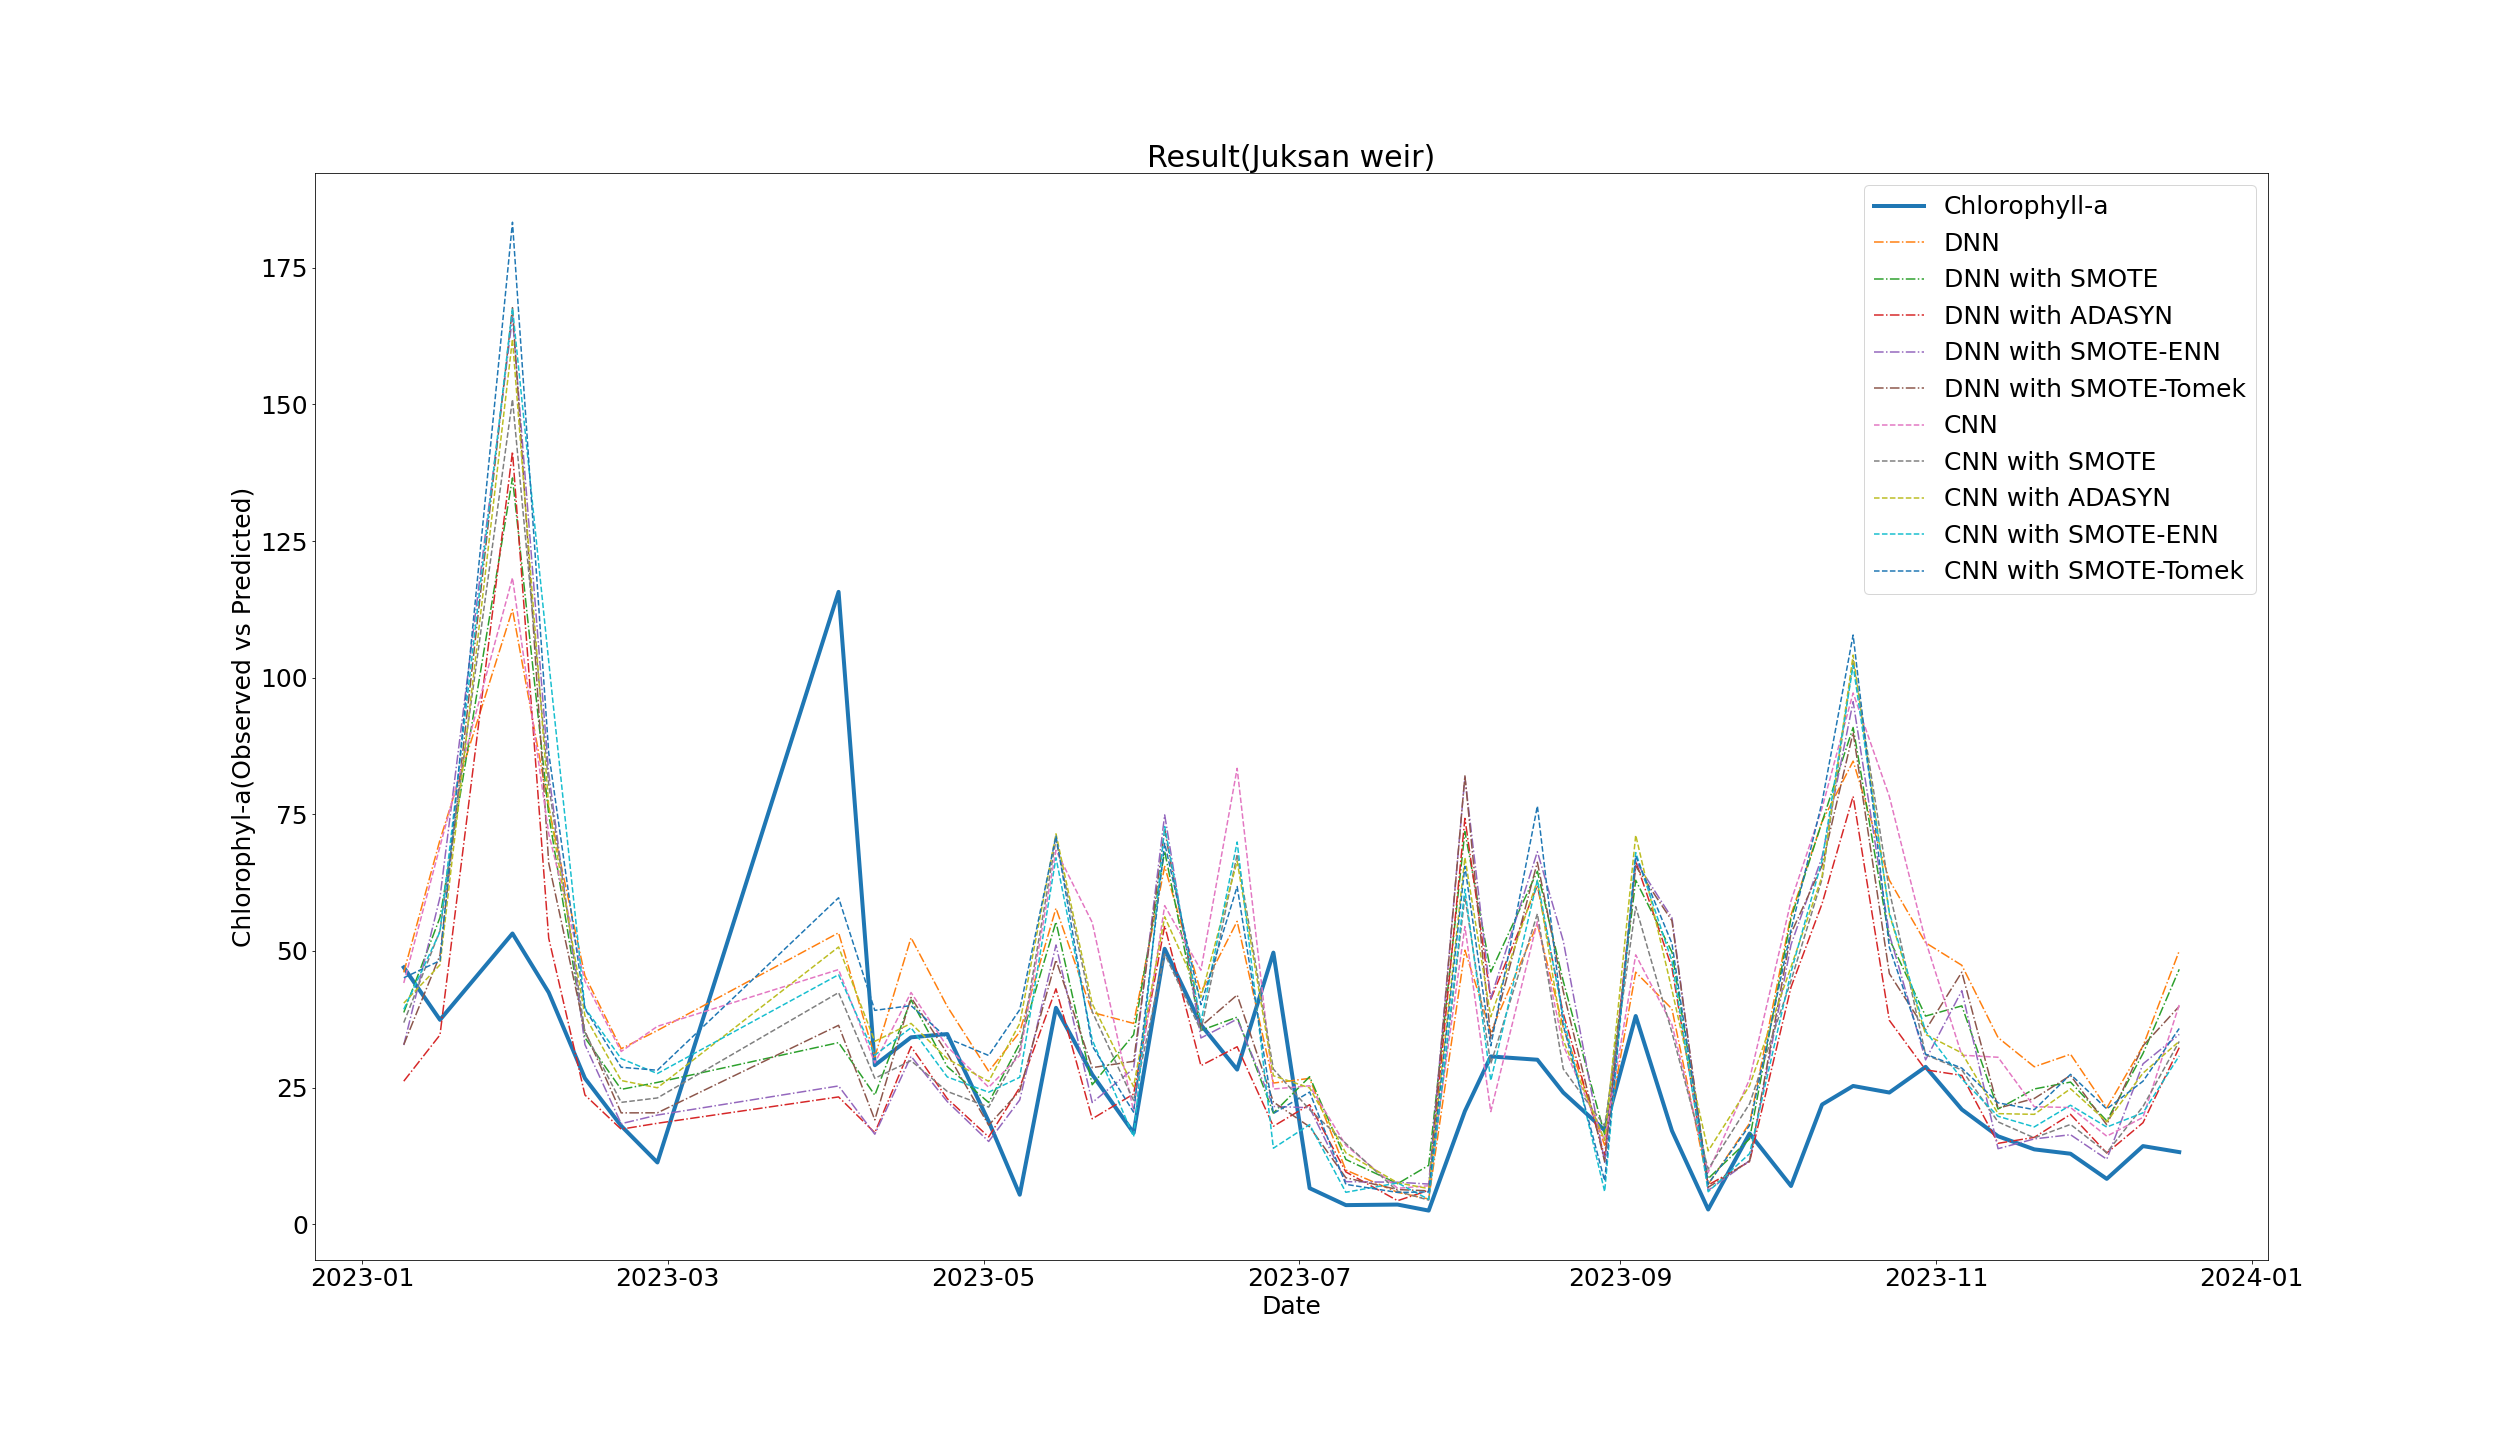 Result(Juksan weir)
Chlorophyll-a
DNN
DNN with SMOTE
DNN with ADASYN
DNN with SMOTE-ENN
DNN with SMOTE-Tomek
CNN
CNN with SMOTE
CNN with ADASYN
CNN with SMOTE-ENN
CNN with SMOTE-Tomek
Chlorophyl-a(Observed vs Predicted)
175
150
125
100
75
50
25
0
2023-01 2023-03 2023-05 2023-07 2023-09 2023-11 2024-01
Date